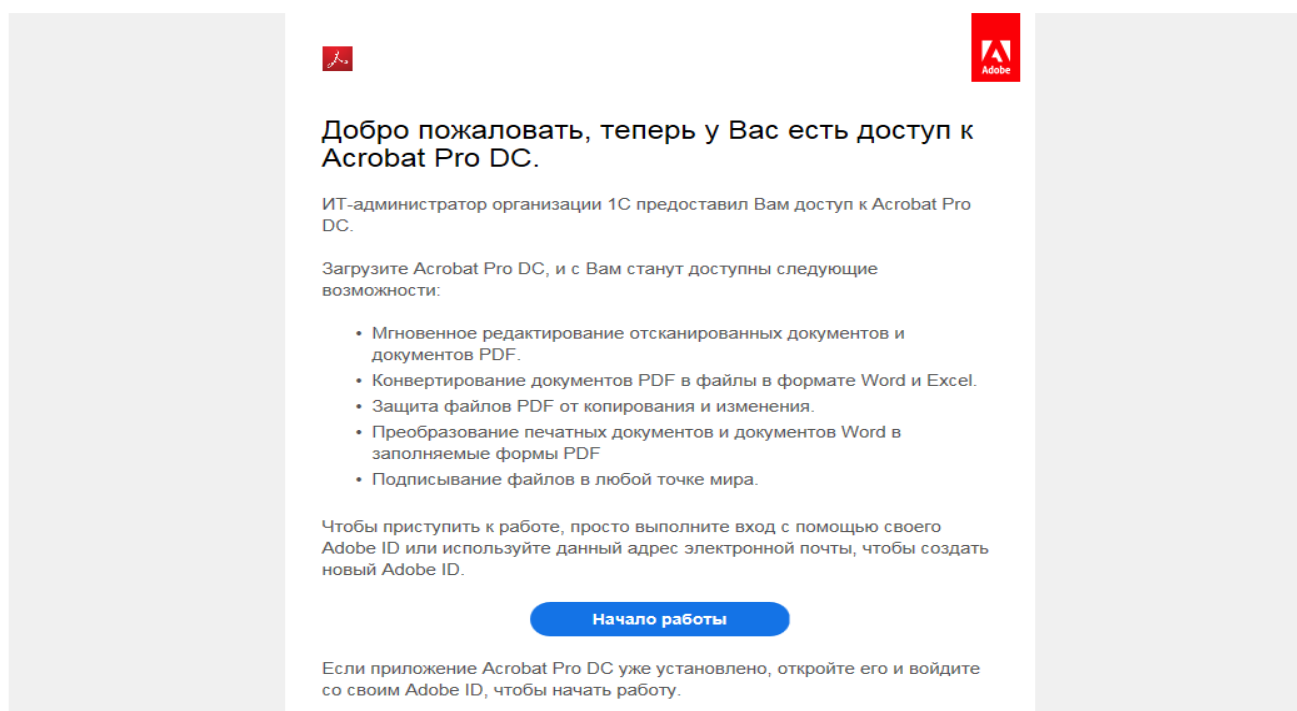 Adobe
Добро пожаловать, теперь у Вас есть доступ к
Acrobat Pro DC.
ИТ-администратор организации 1С предоставил Вам доступ к Acrobat Pro
DC.
Загрузите Acrobat Pro DC, и с Вам станут доступны следующие
возможности:
• Мгновенное редактирование отсканированных документов и
документов PDF.
• Конвертирование документов PDF в файлы в формате Word и Excel.
• Защита файлов PDF от копирования и изменения.
• Преобразование печатных документов и документов Word в
заполняемые формы PDF
• Подписывание файлов в любой точке мира.
Чтобы приступить к работе, просто выполните вход с помощью своего
Adobe ID или используйте данный адрес электронной почты, чтобы создать
новый Adobe ID.
Начало работы
Если приложение Acrobat Pro DC уже установлено, откройте его и войдите
со своим Adobe ID, чтобы начать работу.